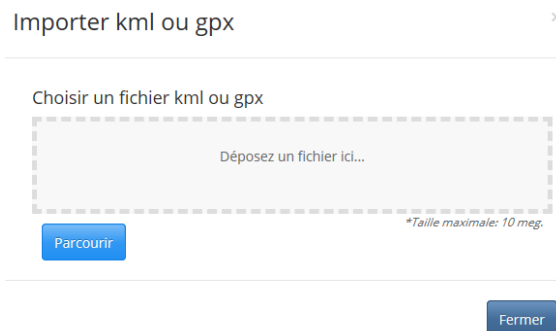 Importer kml ou gpx
Choisir un fichier kml ou gpx
Déposez un fichier ici...
*Taille maximale: 10 meg.
Parcourir
Fermer